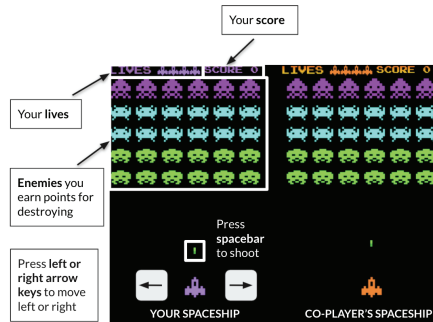 Your score
LIVES SCORE 0
LIVES SCORE 0
Your lives
Enemies you
earn points for
destroying
Press
spacebar
to shoot
Press left or
right arrow
keys to move
left or right
YOUR SPACESHIP
CO-PLAYER'S SPACESHIP